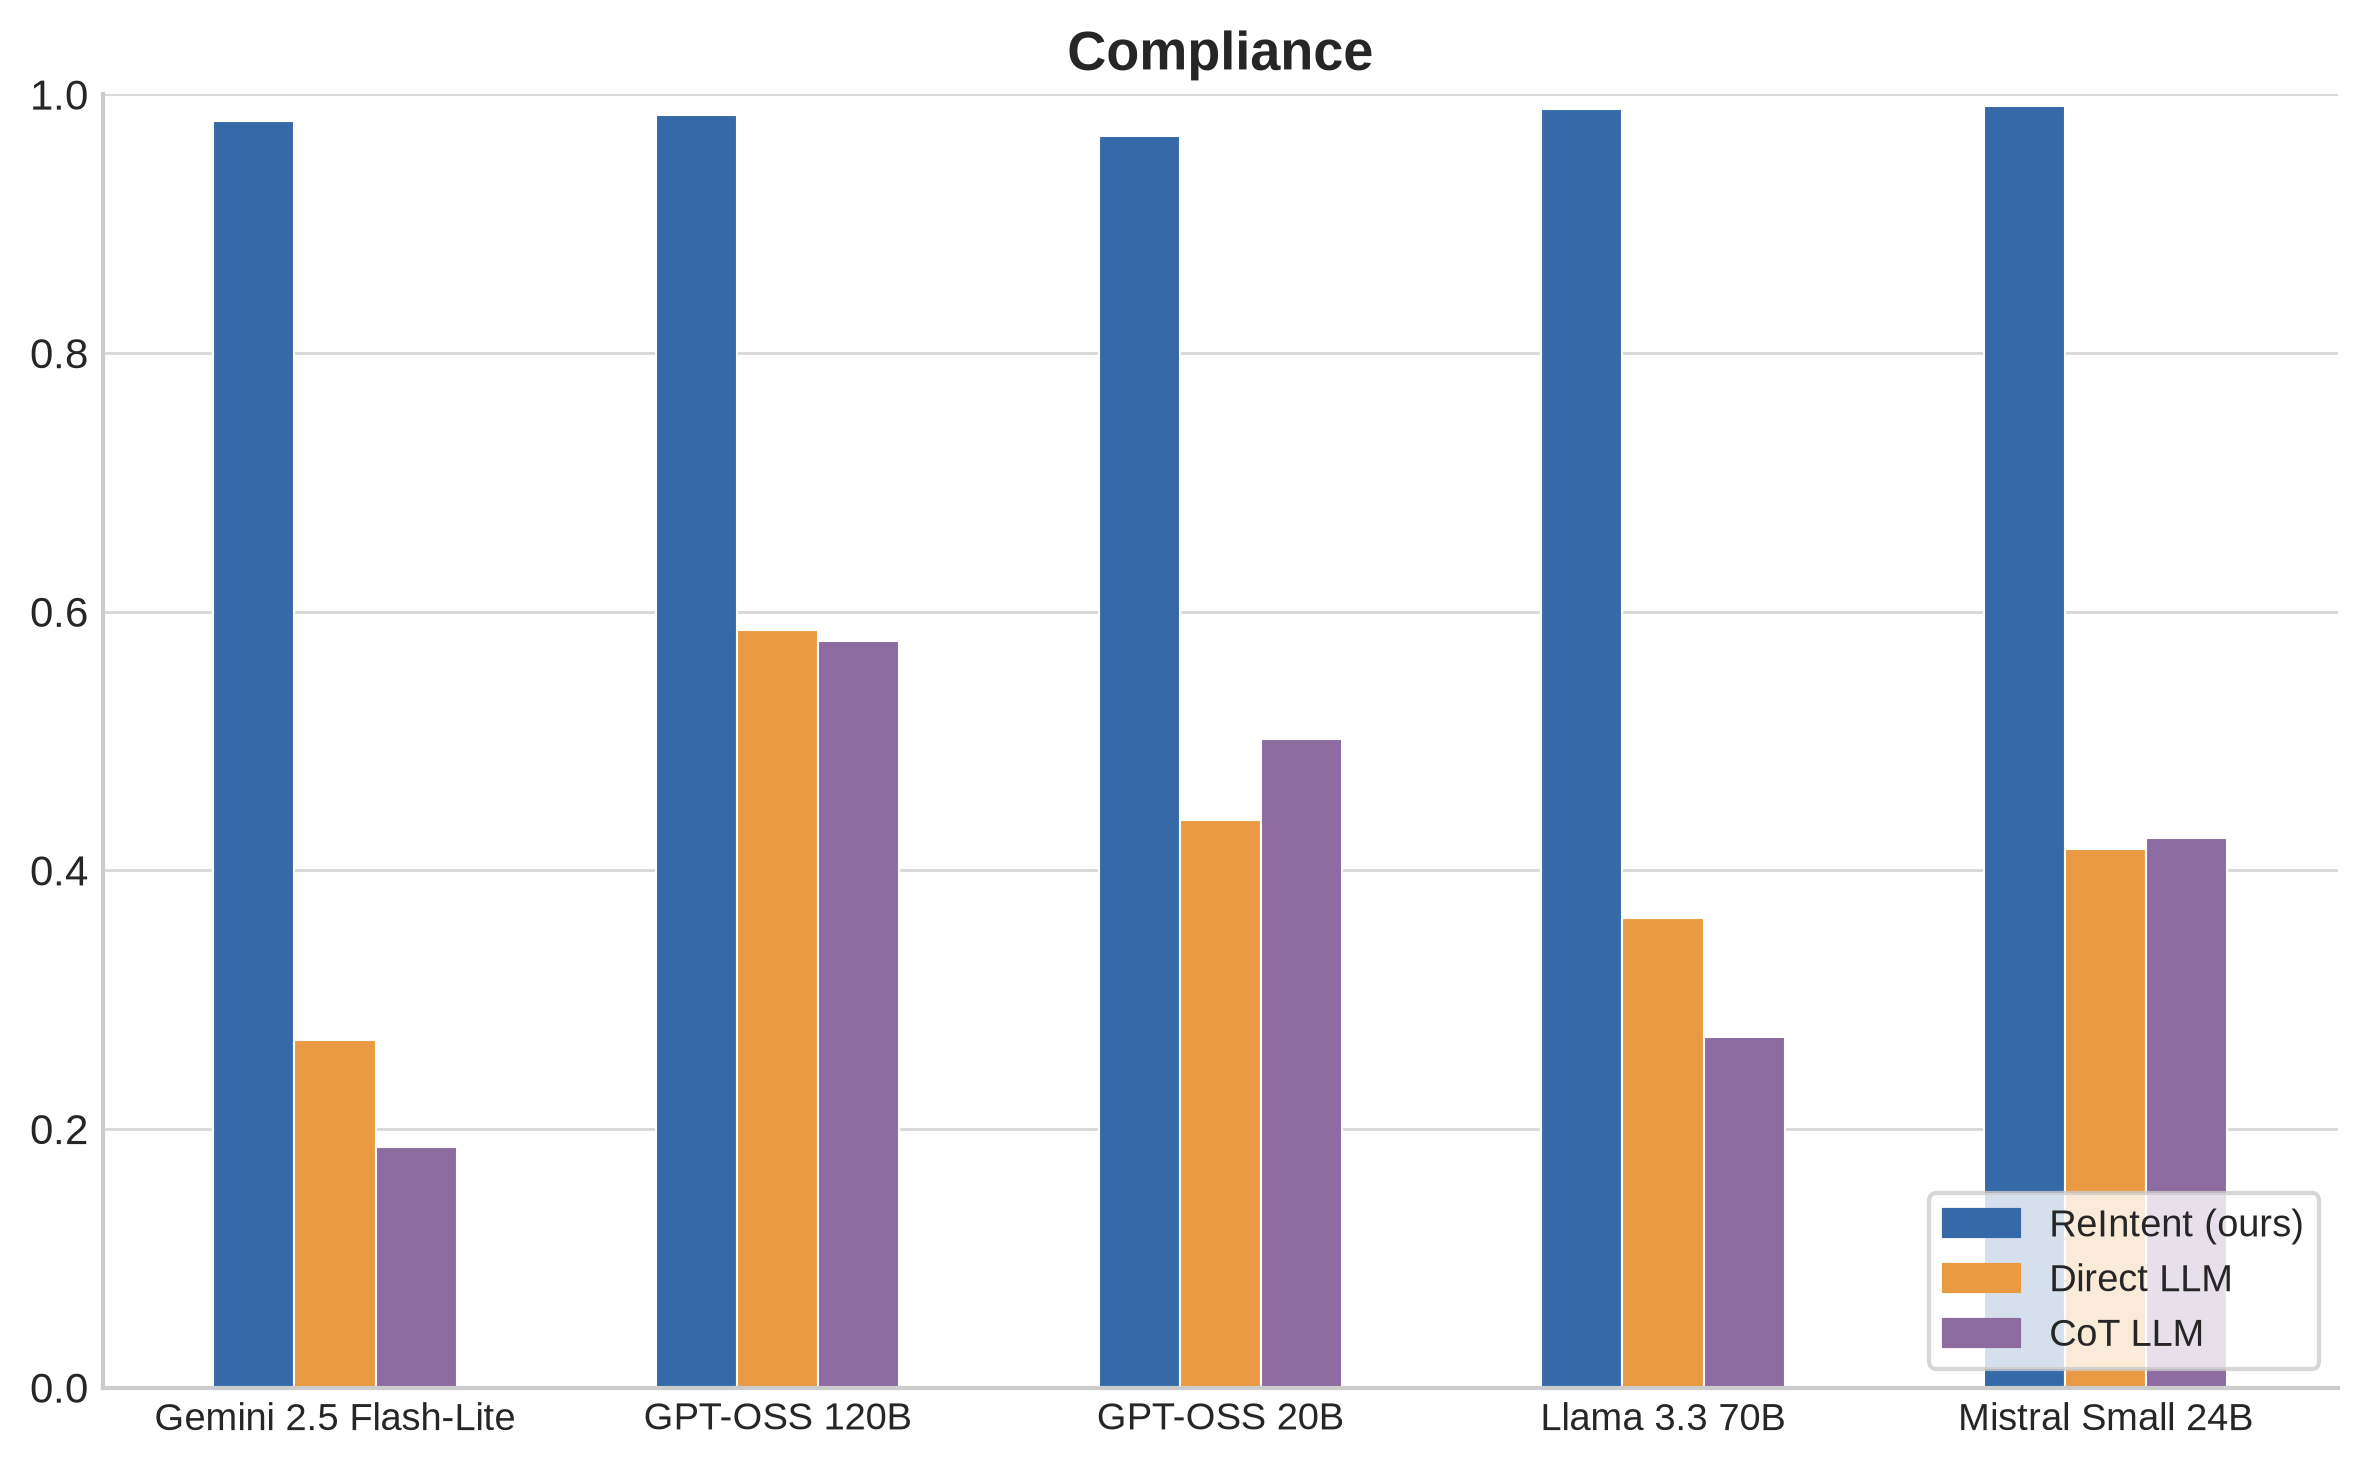 Compliance
1.0
0.8
0.6
0.4
0.2
0.0
Gemini 2.5 Flash-Lite
GPT-OSS 120B
GPT-OSS 20B
Llama 3.3 70B
Mistral Small 24B
ReIntent (ours)
Direct LLM
CoT LLM